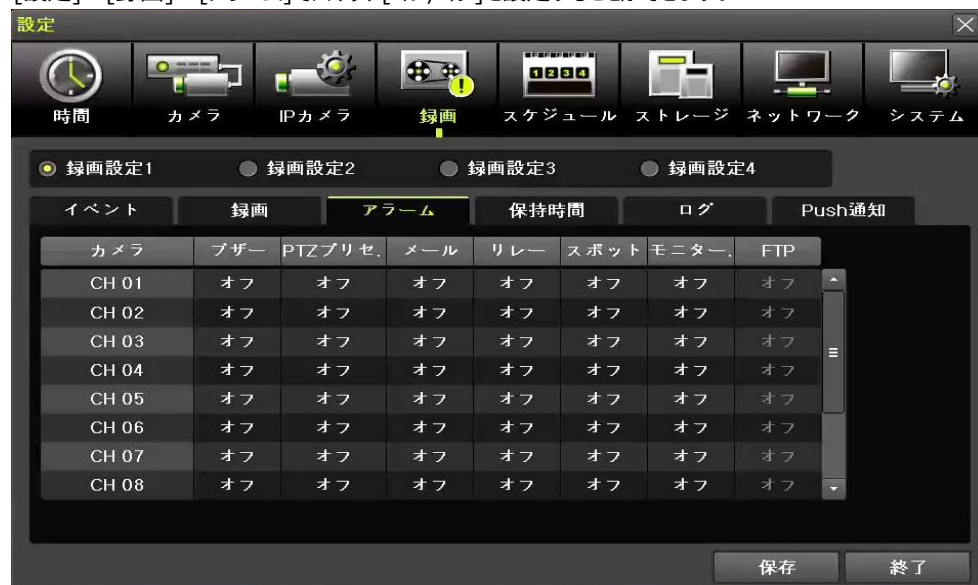 設定
時間 カメラ IPカメラ 録画 スケジュール ストレージ ネットワーク システム
録画設定1 録画設定2 録画設定3 録画設定4
イベント 録画 アラーム 保持時間 ログ Push通知
カメラ ブザー PTZプリセ. メール リレー スポット モニター. FTP
CH 01 オフ オフ オフ オフ オフ オフ オフ
CH 02 オフ オフ オフ オフ オフ オフ オフ
CH 03 オフ オフ オフ オフ オフ オフ オフ
CH 04 オフ オフ オフ オフ オフ オフ オフ
CH 05 オフ オフ オフ オフ オフ オフ オフ
CH 06 オフ オフ オフ オフ オフ オフ オフ
CH 07 オフ オフ オフ オフ オフ オフ オフ
CH 08 オフ オフ オフ オフ オフ オフ オフ
保存 終了